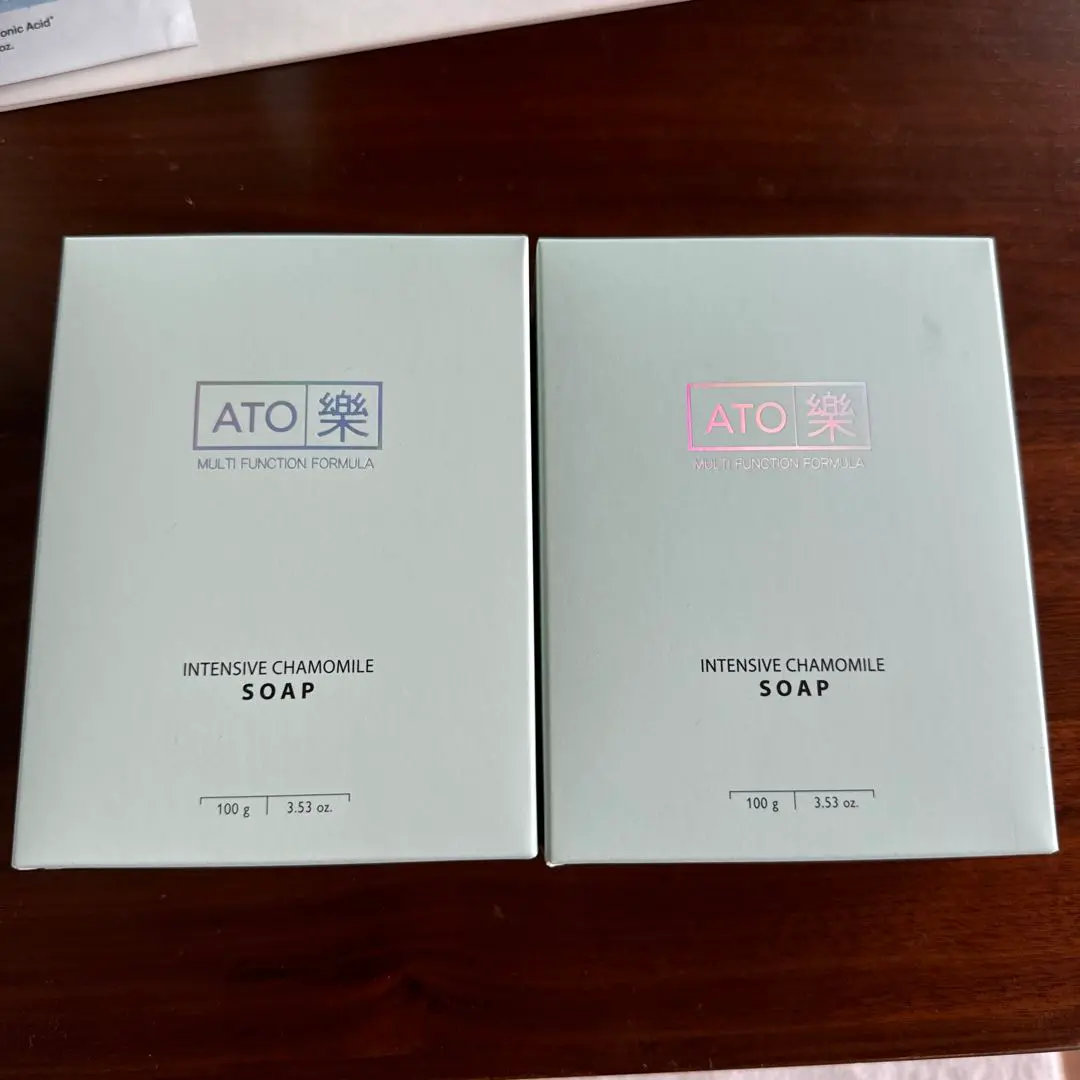 onic Acid*
oz.
ATO 樂
MULTI FUNCTION FORMULA
INTENSIVE CHAMOMILE
SOAP
100 g 3.53 oz.
ATO 樂
MULTI FUNCTION FORMULA
INTENSIVE CHAMOMILE
SOAP
100 g 3.53 oz.